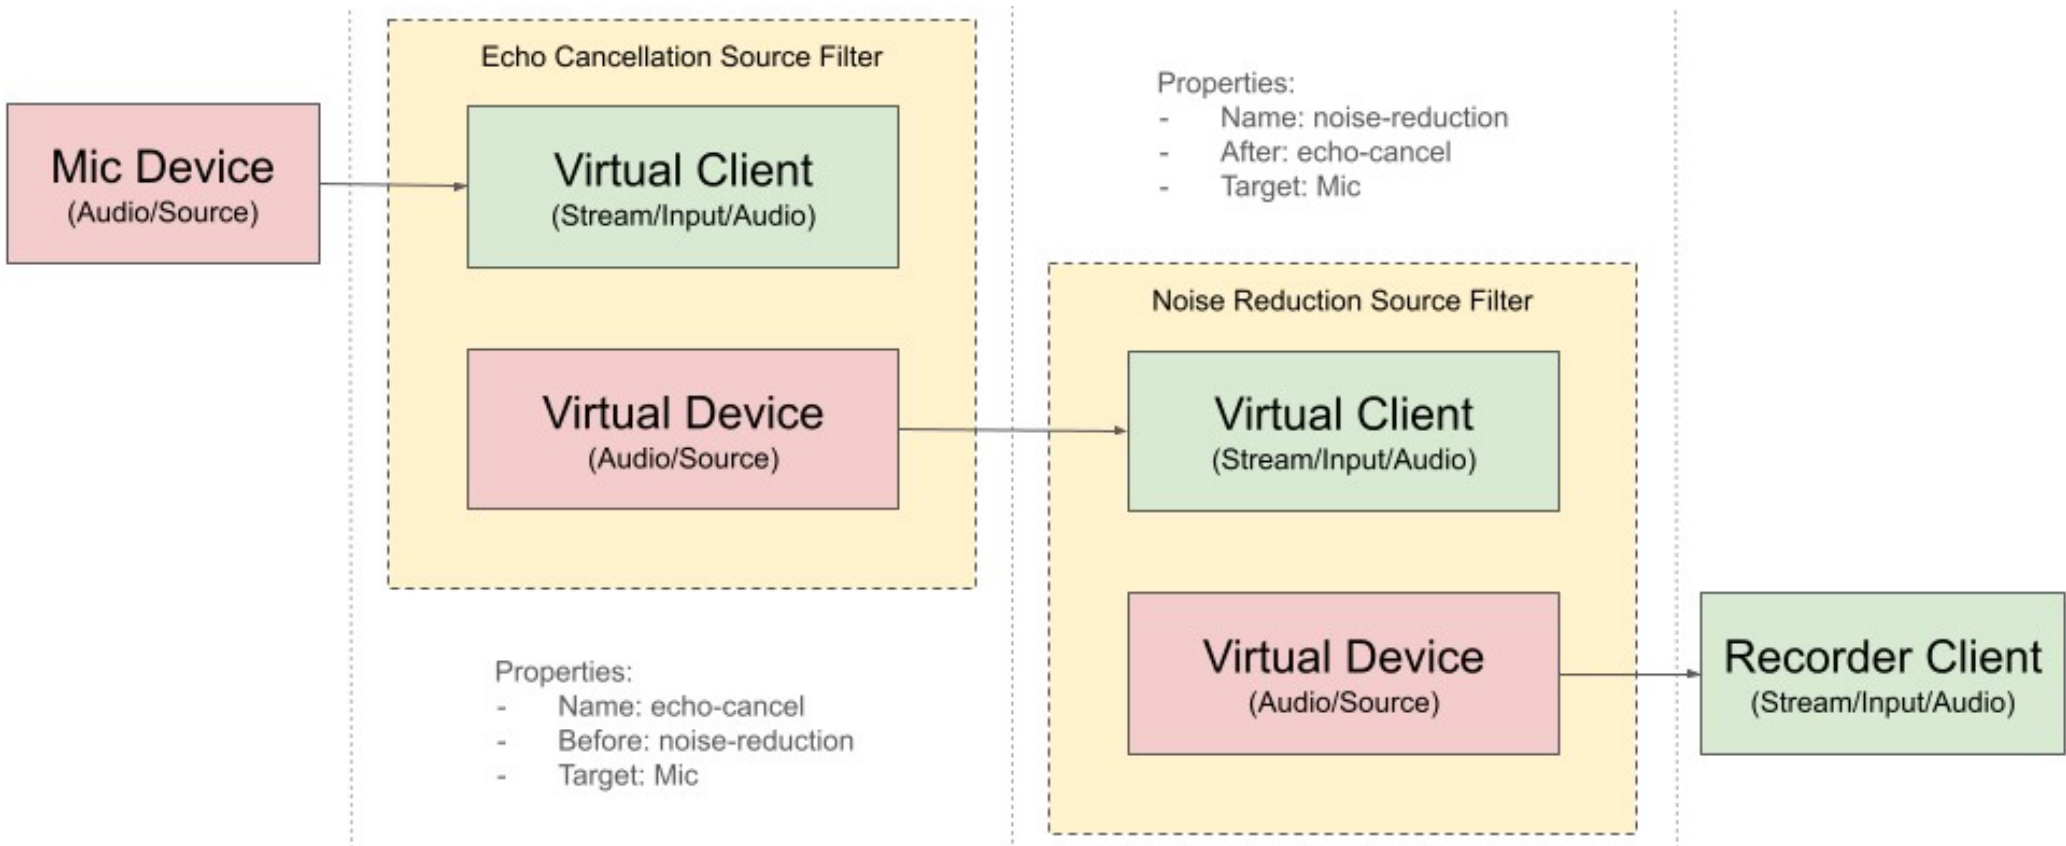 Echo Cancellation Source Filter
Mic Device
(Audio/Source)
Virtual Client
(Stream/Input/Audio)
Virtual Device
(Audio/Source)
Properties:
- Name: echo-cancel
- Before: noise-reduction
- Target: Mic
Properties:
- Name: noise-reduction
- After: echo-cancel
- Target: Mic
Noise Reduction Source Filter
Virtual Client
(Stream/Input/Audio)
Virtual Device
(Audio/Source)
Recorder Client
(Stream/Input/Audio)